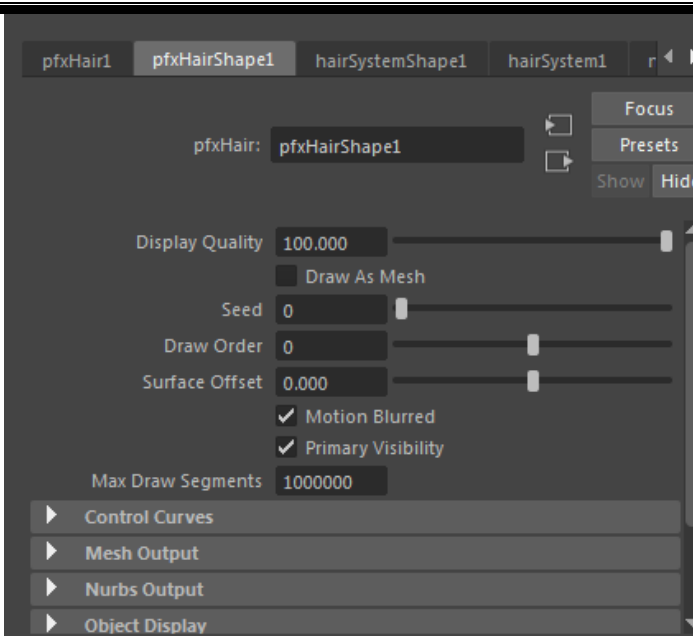 pfxHair1 pfxHairShape1 hairSystemShape1 hairSystem1
Focus
pfxHair: pfxHairShape1 Presets
Show
Display Quality 100.000
Draw As Mesh
Seed 0
Draw Order 0
Surface Offset 0.000
Motion Blurred
Primary Visibility
Max Draw Segments 1000000
Control Curves
Mesh Output
Nurbs Output
Object Display